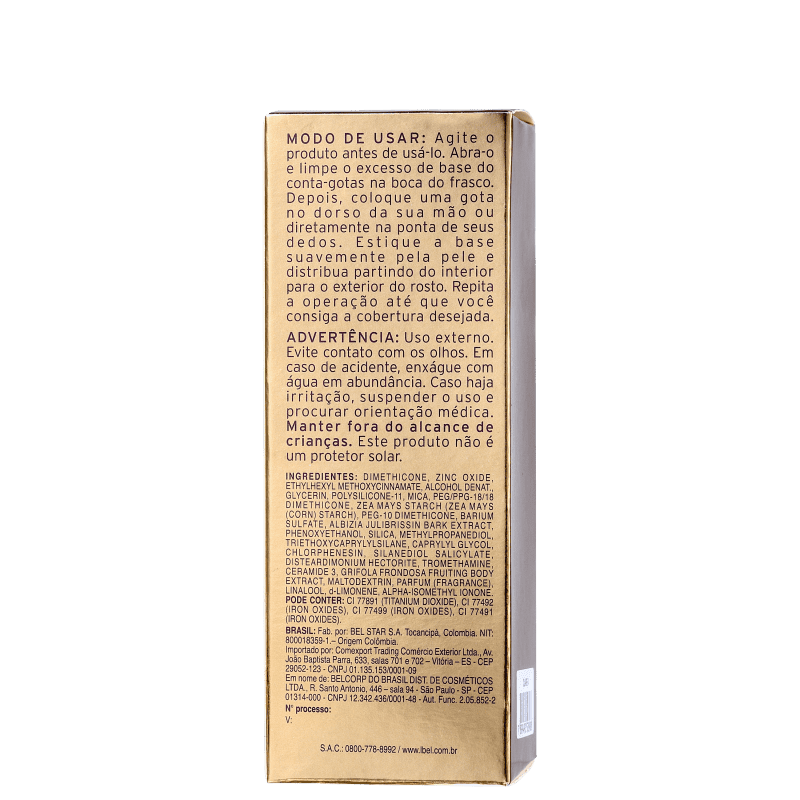 MODO DE USAR: Agite o
produto antes de usá-lo. Abra-o
e limpe o excesso de base do
conta-gotas na boca do frasco.
Depois, coloque uma gota
no dorso da sua mão ou
diretamente na ponta de seus
dedos. Estique a base
suavemente pela pele e
distribua partindo do interior
para o exterior do rosto. Repita
a operação até que você
consiga a cobertura desejada.
ADVERTÊNCIA: Uso externo.
Evite contato com os olhos. Em
caso de acidente, enxágue com
água em abundância. Caso haja
irritação, suspender o uso e
procurar orientação médica.
Manter fora do alcance de
crianças. Este produto não é
um protetor solar.
INGREDIENTES: DIMETHICONE, ZINC OXIDE,
ETHYLHEXYL METHOXYCINNAMATE, ALCOHOL DENAT.,
GLYCERIN, POLYSILICONE-11, MICA, PEG/PPG-18/18
DIMETHICONE, ZEA MAYS STARCH (ZEA MAYS
(CORN) STARCH), PEG-10 DIMETHICONE, BARIUM
SULFATE, ALBIZIA JULIBRISSIN BARK EXTRACT,
PHENOXYETHANOL, SILICA, METHYLPROPANEDIOL,
TRIETHOXYCAPRYLYLSILANE, CAPRYLYL GLYCOL,
CHLORPHENESIN, SILANEDIOL SALICYLATE,
DISTEARDIMONIUM HECTORITE, TROMETHAMINE,
CERAMIDE 3, GRIFOLA FRONDOSA FRUITING BODY
EXTRACT, MALTODEXTRIN, PARFUM (FRAGRANCE),
LINALOOL, d-LIMONENE, ALPHA-ISOMETHYL IONONE.
PODE CONTER: CI 77891 (TITANIUM DIOXIDE), CI 77492
(IRON OXIDES), CI 77499 (IRON OXIDES), CI 77491
(IRON OXIDES).
BRASIL: Fab. por: BEL STAR S.A. Tocancipà, Colombia. NIT:
800018359-1.– Origem Colômbia.
Importado por: Comexport Trading Comércio Exterior Ltda., Av.
João Baptista Parra, 633, salas 701 e 702 – Vitória – ES - CEP
29052-123 - CNPJ 01.135.153/0001-09
Em nome de: BELCORP DO BRASIL DIST. DE COSMÉTICOS
LTDA., R. Santo Antonio, 446 – sala 94 - São Paulo - SP - CEP
01314-000 - CNPJ 12.342.436/0001-48 - Aut. Func. 2.05.852-2
N° processo:
V:
S.A.C.: 0800-778-8992 / www.lbel.com.br